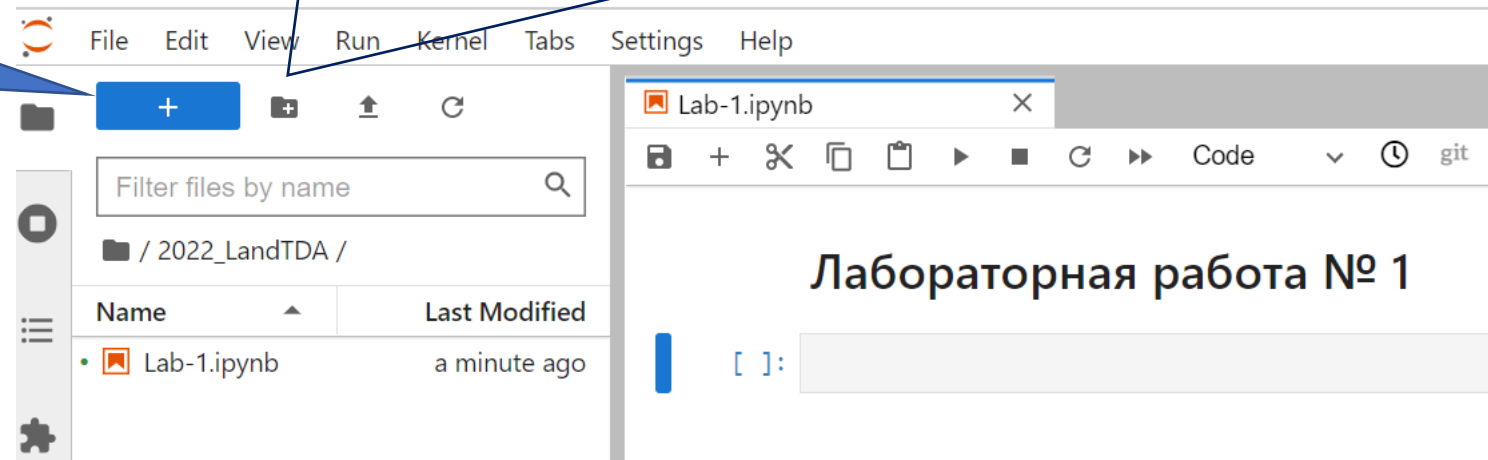 File Edit View Run Kernel Tabs Settings Help
Lab-1.ipynb
Code git
Filter files by name
/ 2022_LandTDA /
Name Last Modified
Lab-1.ipynb a minute ago
Лабораторная работа № 1
[ ]: